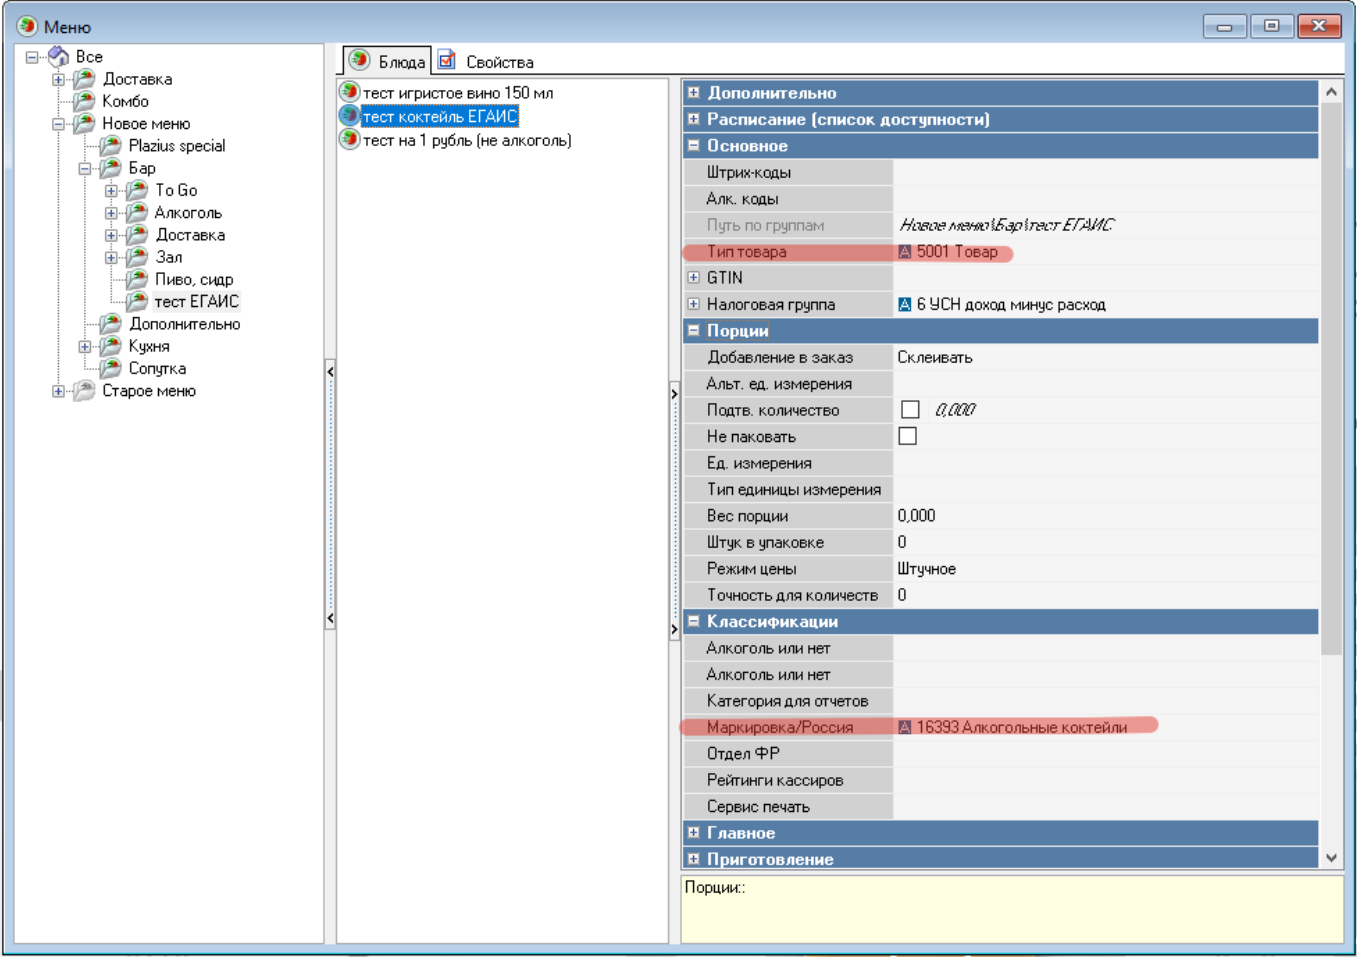 Меню
Все
Доставка
Комбо
Новое меню
Plazius special
Бар
To Go
Алкоголь
Доставка
Зал
Пиво, сидр
тест ЕГАИС
Дополнительно
Кухня
Сопутка
Старое меню
Блюда
Свойства
тест игристое вино 150 мл
тест коктейль ЕГАИС
тест на 1 рубль (не алкоголь)
Дополнительно
Расписание (список доступности)
Основное
Штрих-коды
Алк. коды
Путь по группам Новое меню\Бар\тест ЕГАИС
Тип товара A 5001 Товар
GTIN
Налоговая группа A 6 УСН доход минус расход
Порции
Добавление в заказ Склеивать
Альт. ед. измерения
Подтв. количество 0,000
Не паковать
Ед. измерения
Тип единицы измерения
Вес порции 0,000
Штук в упаковке 0
Режим цены Штучное
Точность для количеств 0
Классификации
Алкоголь или нет
Алкоголь или нет
Категория для отчетов
Маркировка/Россия A 16393 Алкогольные коктейли
Отдел ФР
Рейтинги кассиров
Сервис печать
Главное
Приготовление
Порции::